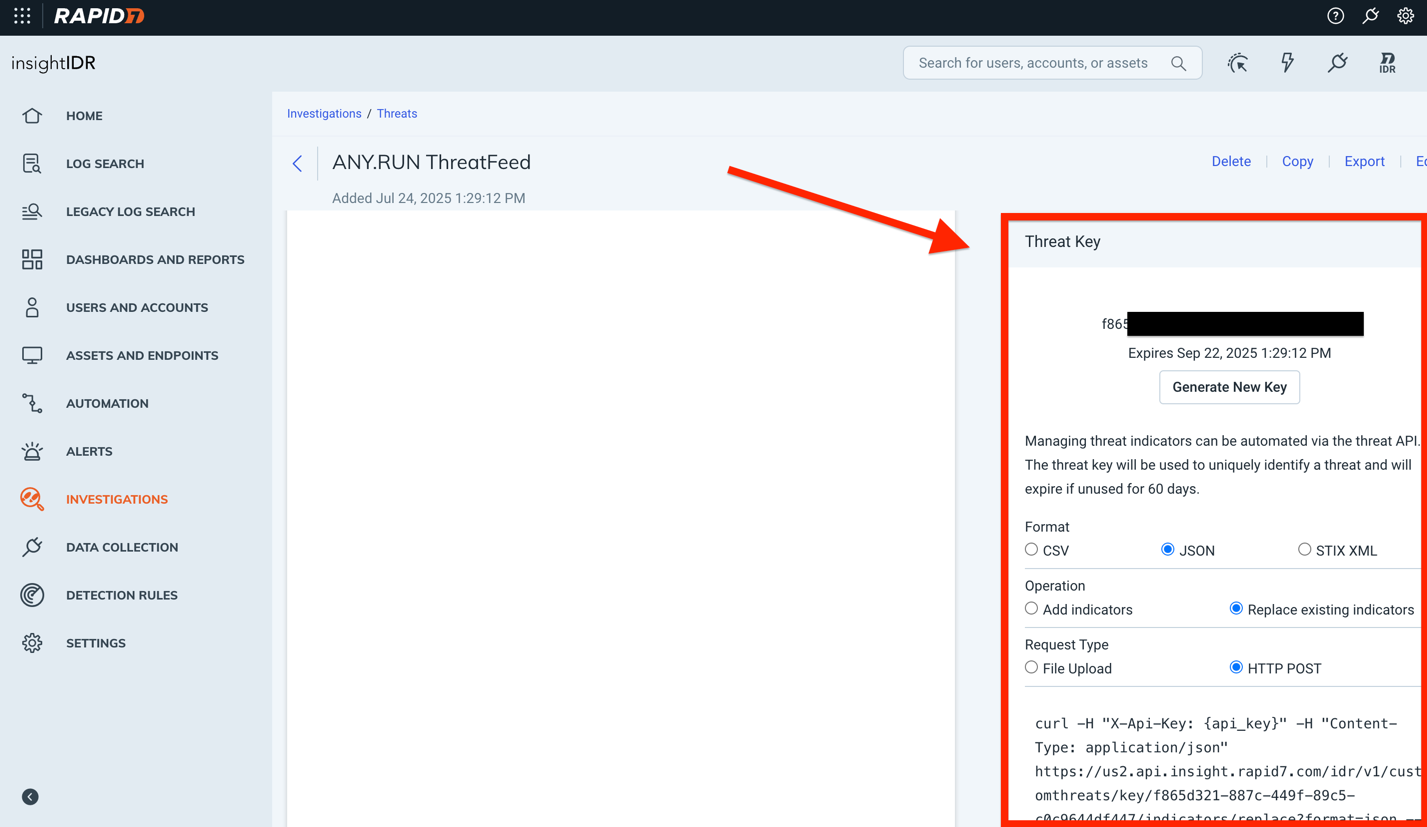 RAPID7
insightIDR
Search for users, accounts, or assets
IDR
HOME
LOG SEARCH
LEGACY LOG SEARCH
DASHBOARDS AND REPORTS
USERS AND ACCOUNTS
ASSETS AND ENDPOINTS
AUTOMATION
ALERTS
INVESTIGATIONS
DATA COLLECTION
DETECTION RULES
SETTINGS
Investigations / Threats
ANY.RUN ThreatFeed
Delete | Copy | Export |
Added Jul 24, 2025 1:29:12 PM
Threat Key
f865
Expires Sep 22, 2025 1:29:12 PM
Generate New Key
Managing threat indicators can be automated via the threat API.
The threat key will be used to uniquely identify a threat and will
expire if unused for 60 days.
Format
CSV JSON STIX XML
Operation
Add indicators Replace existing indicators
Request Type
File Upload HTTP POST
curl -H "X-Api-Key: {api_key}" -H "Content-
Type: application/json"
https://us2.api.insight.rapid7.com/idr/v1/cust
omthreats/key/f865d321-887c-449f-89c5-
c0c9644df447/indicators/replace?format=json --